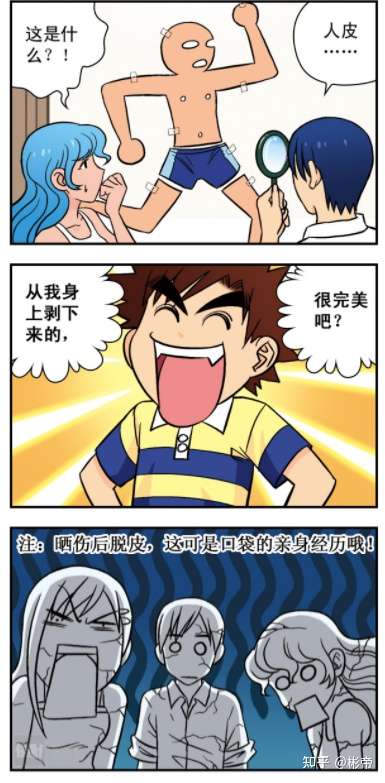 这是什
么？！
人皮
……
从我身
上剥下
来的，
很完美
吧？
注：晒伤后脱皮，这可是口袋的亲身经历哦！
知乎 @彬帝